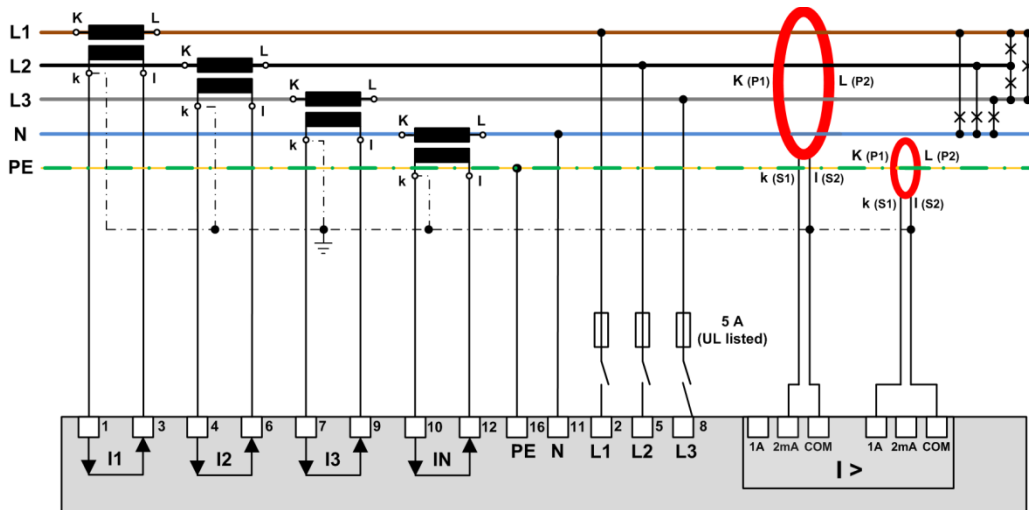 K L
L1
K L
L2
k l K (P1) L (P2)
K L
L3
k l
K L
N
k l K (P1) L (P2)
PE
k l k (S1) l (S2)
k (S1) l (S2)
5 A
(UL listed)
1 3 4 6 7 9 10 12 16 11 2 5 8
PE N L1 L2 L3
1A 2mA COM 1A 2mA COM
I1 I2 I3 IN
I >